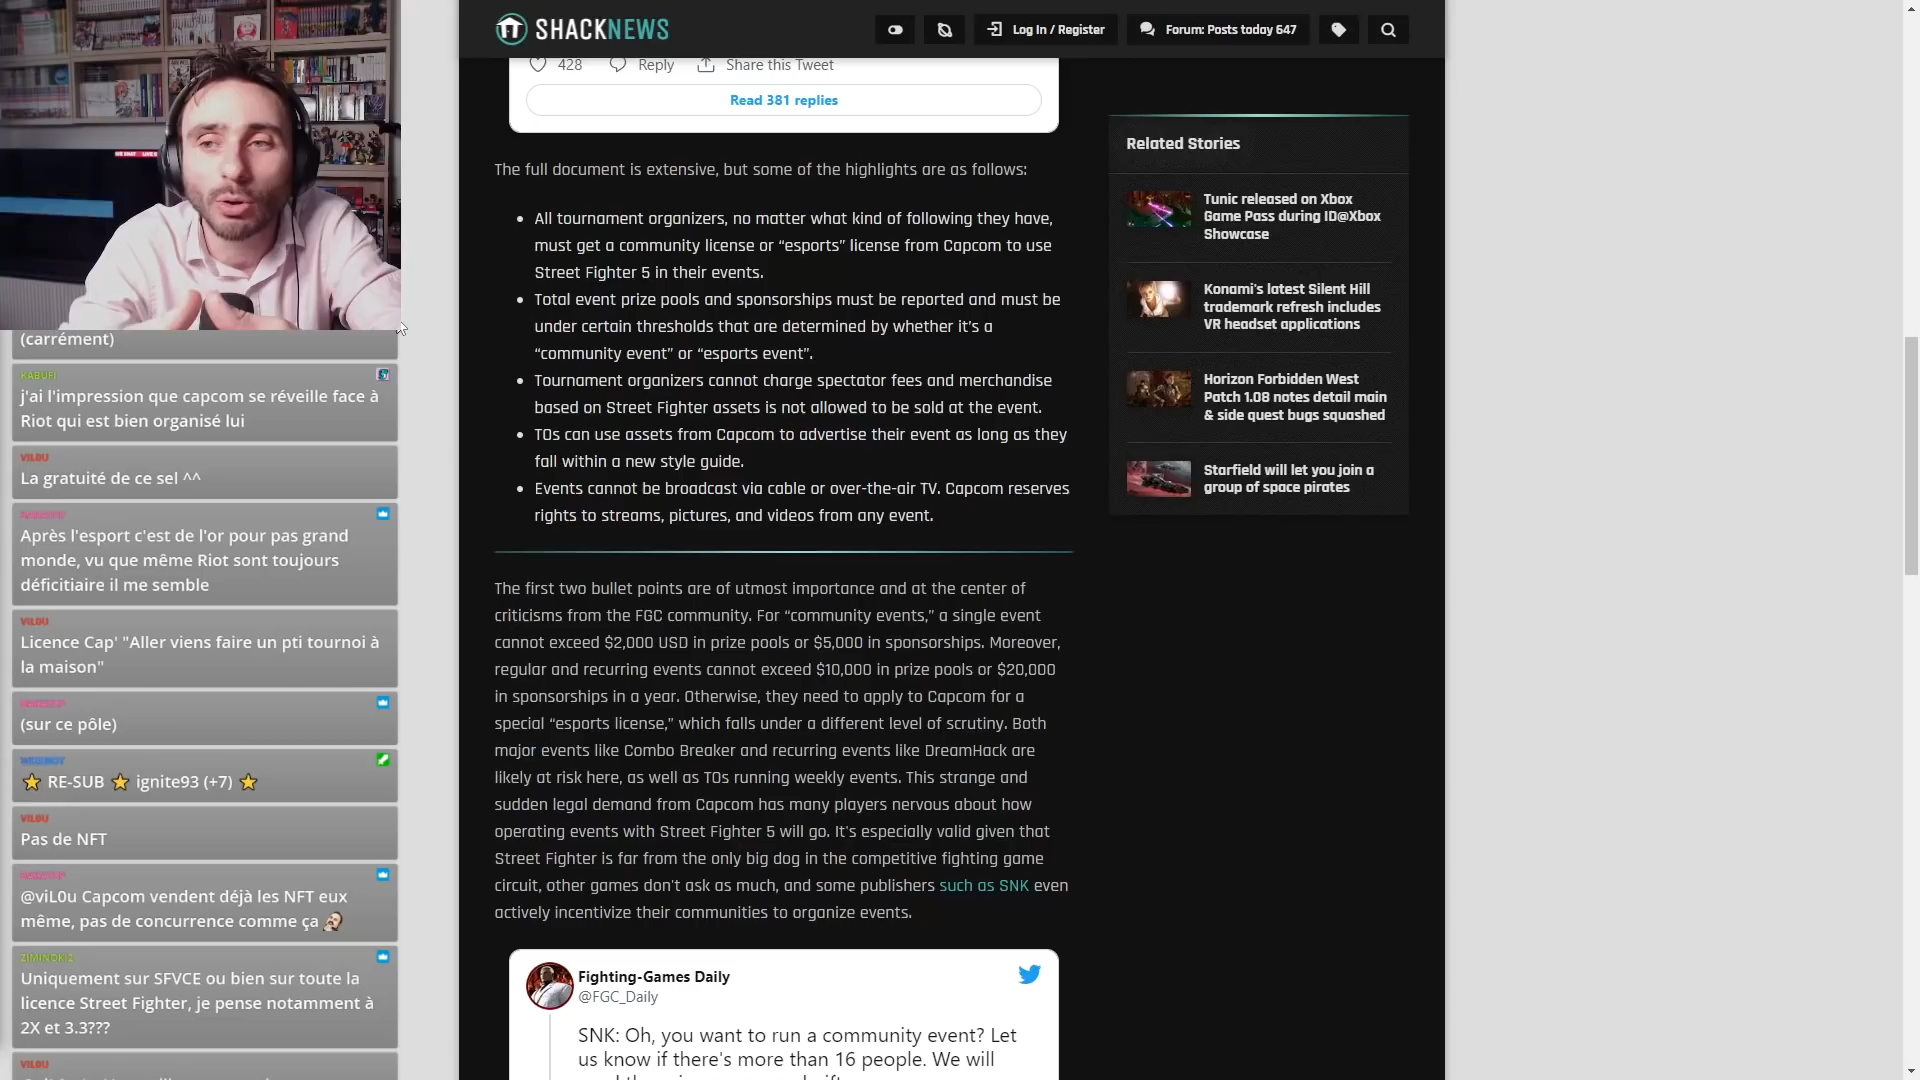 SHACKNEWS
Log In / Register
Forum: Posts today 647
428 Reply Share this Tweet
Read 381 replies
The full document is extensive, but some of the highlights are as follows:
All tournament organizers, no matter what kind of following they have,
must get a community license or “esports” license from Capcom to use
Street Fighter 5 in their events.
Total event prize pools and sponsorships must be reported and must be
under certain thresholds that are determined by whether it's a
“community event” or “esports event”.
Tournament organizers cannot charge spectator fees and merchandise
based on Street Fighter assets is not allowed to be sold at the event.
TOs can use assets from Capcom to advertise their event as long as they
fall within a new style guide.
Events cannot be broadcast via cable or over-the-air TV. Capcom reserves
rights to streams, pictures, and videos from any event.
The first two bullet points are of utmost importance and at the center of
criticisms from the FGC community. For “community events,” a single event
cannot exceed $2,000 USD in prize pools or $5,000 in sponsorships. Moreover,
regular and recurring events cannot exceed $10,000 in prize pools or $20,000
in sponsorships in a year. Otherwise, they need to apply to Capcom for a
special “esports license,” which falls under a different level of scrutiny. Both
major events like Combo Breaker and recurring events like DreamHack are
likely at risk here, as well as TOs running weekly events. This strange and
sudden legal demand from Capcom has many players nervous about how
operating events with Street Fighter 5 will go. It's especially valid given that
Street Fighter is far from the only big dog in the competitive fighting game
circuit, other games don't ask as much, and some publishers such as SNK even
actively incentivize their communities to organize events.
Fighting-Games Daily
@FGC_Daily
SNK: Oh, you want to run a community event? Let
us know if there's more than 16 people. We will
Related Stories
Tunic released on Xbox
Game Pass during ID@Xbox
Showcase
Konami's latest Silent Hill
trademark refresh includes
VR headset applications
Horizon Forbidden West
Patch 1.08 notes detail main
& side quest bugs squashed
Starfield will let you join a
group of space pirates
(carrément)
KABUFI
j'ai l'impression que capcom se réveille face à
Riot qui est bien organisé lui
VIL0U
La gratuité de ce sel ^^
Après l'esport c'est de l'or pour pas grand
monde, vu que même Riot sont toujours
déficitiaire il me semble
VIL0U
Licence Cap' "Aller viens faire un pti tournoi à
la maison"
(sur ce pôle)
WIZEBOT
⭐ RE-SUB ⭐ ignite93 (+7) ⭐
VIL0U
Pas de NFT
@viL0u Capcom vendent déjà les NFT eux
même, pas de concurrence comme ça
Uniquement sur SFVCE ou bien sur toute la
licence Street Fighter, je pense notamment à
2X et 3.3???
VIL0U